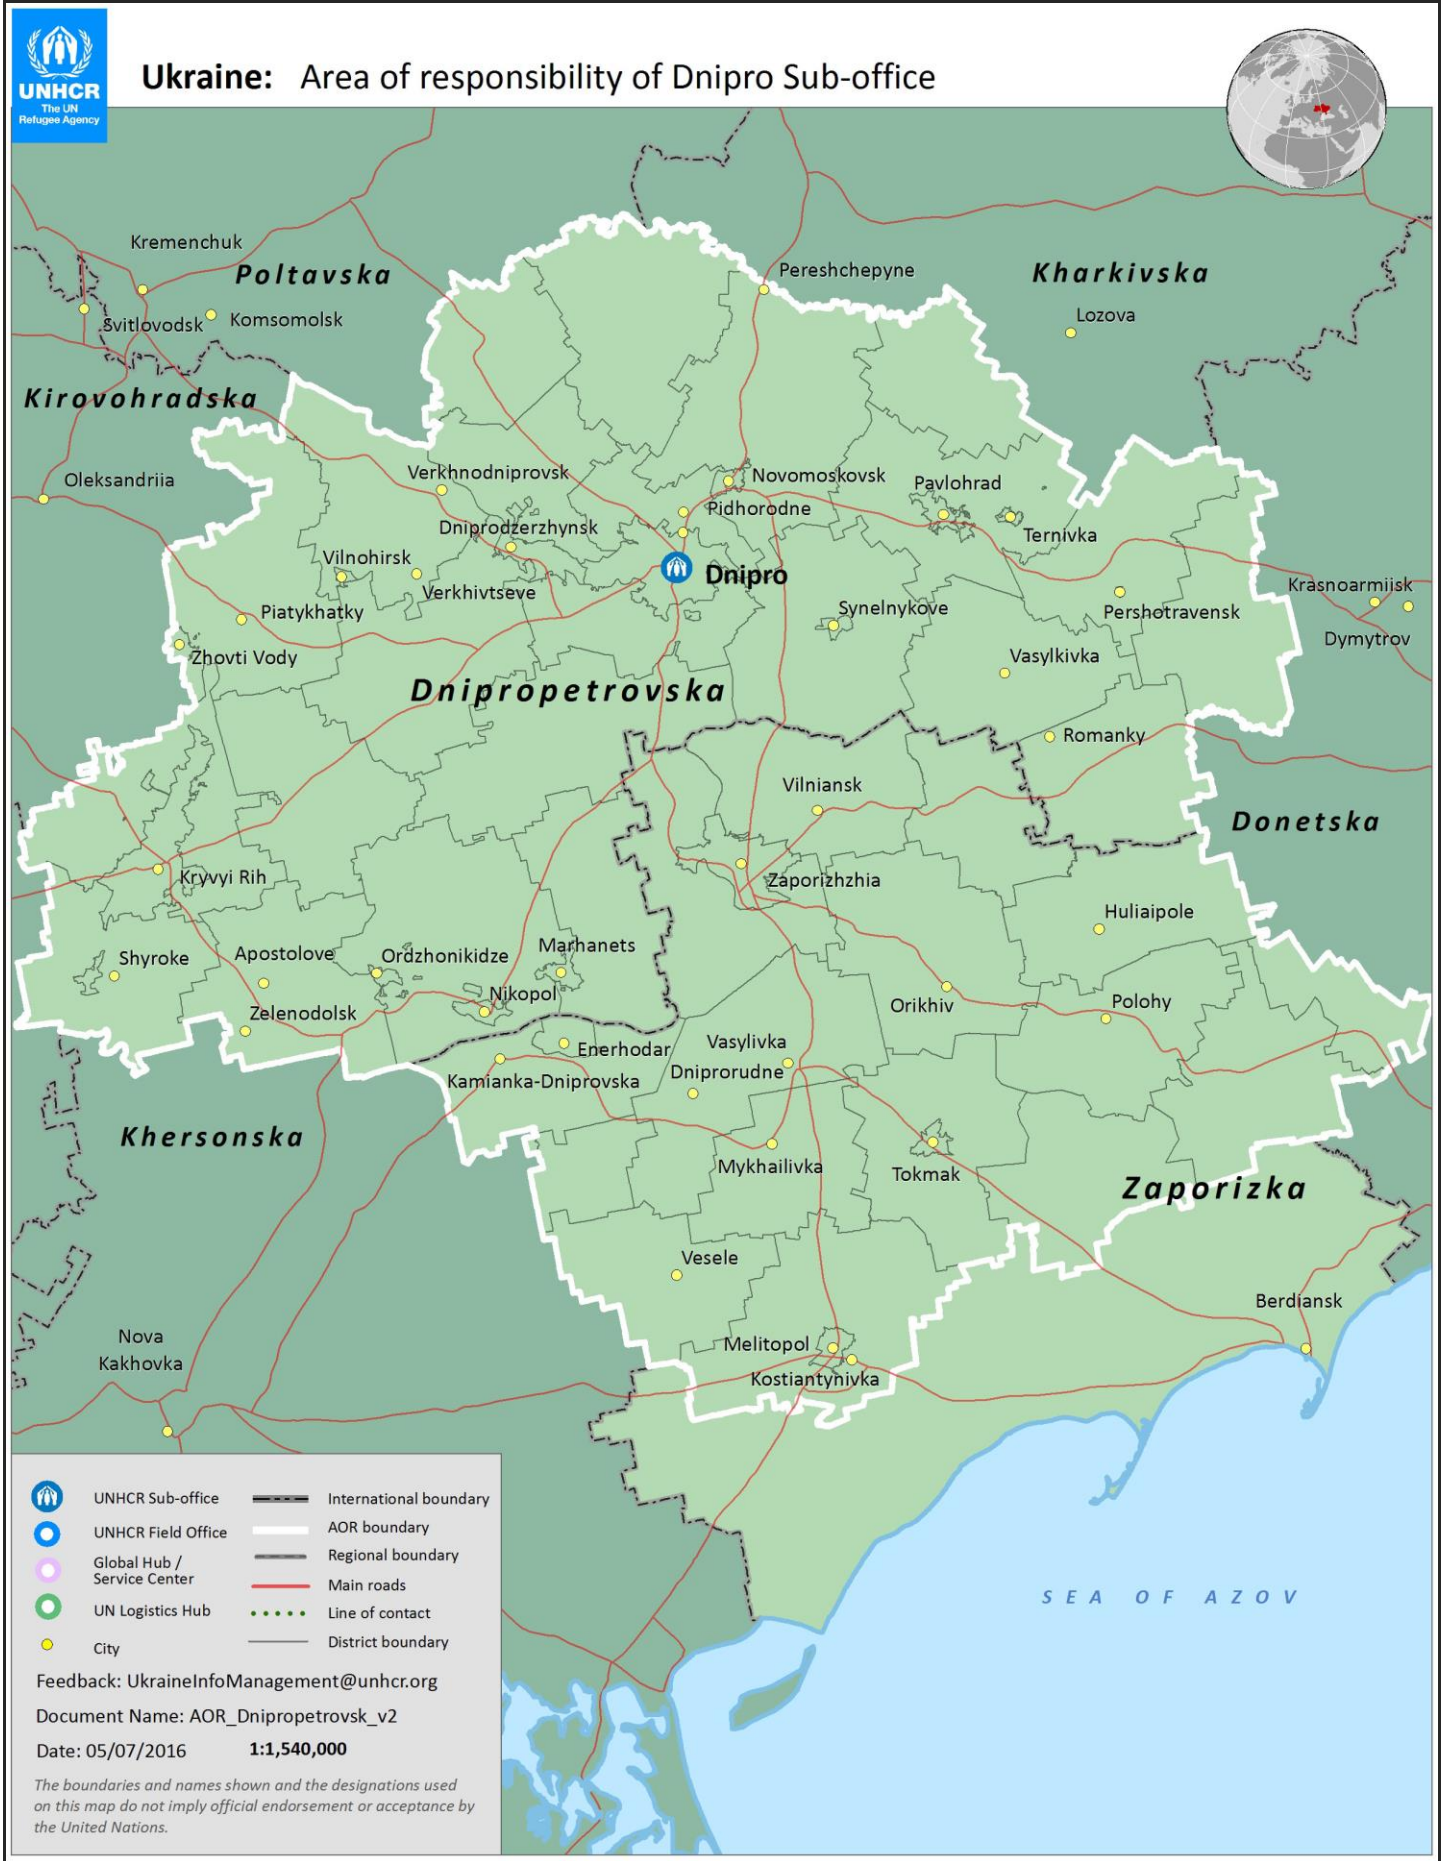 UNHCR
The UN
Refugee Agency
Ukraine: Area of responsibility of Dnipro Sub-office
Kremenchuk
Poltavska
Pereshchepyne
Kharkivska
Svitlovodsk
Komsomolsk
Lozova
Kirovohradska
Oleksandriia
Verkhnodniprovsk
Novomoskovsk
Pavlohrad
Pidhorodne
Dniprodzerzhynsk
Ternivka
Vilnohirsk
Dnipro
Verkhivtseve
Krasnoarmiisk
Piatykhatky
Synelnykove
Pershotravensk
Dymytrov
Zhovti Vody
Vasylkivka
Dnipropetrovska
Romanky
Vilniansk
Donetska
Kryvyi Rih
Zaporizhzhia
Huliaipole
Shyroke
Apostolove
Ordzhonikidze
Marhanets
Nikopol
Orikhiv
Polohy
Zelenodolsk
Enerhodar
Vasylivka
Kamianka-Dniprovska
Dniprorudne
Khersonska
Mykhailivka
Tokmak
Zaporizka
Vesele
Berdiansk
Nova
Kakhovka
Melitopol
Kostiantynivka
SEA OF AZOV
UNHCR Sub-office
UNHCR Field Office
Global Hub /
Service Center
UN Logistics Hub
City
International boundary
AOR boundary
Regional boundary
Main roads
Line of contact
District boundary
Feedback: UkraineInfoManagement@unhcr.org
Document Name: AOR_Dnipropetrovsk_v2
Date: 05/07/2016 1:1,540,000
The boundaries and names shown and the designations used
on this map do not imply official endorsement or acceptance by
the United Nations.